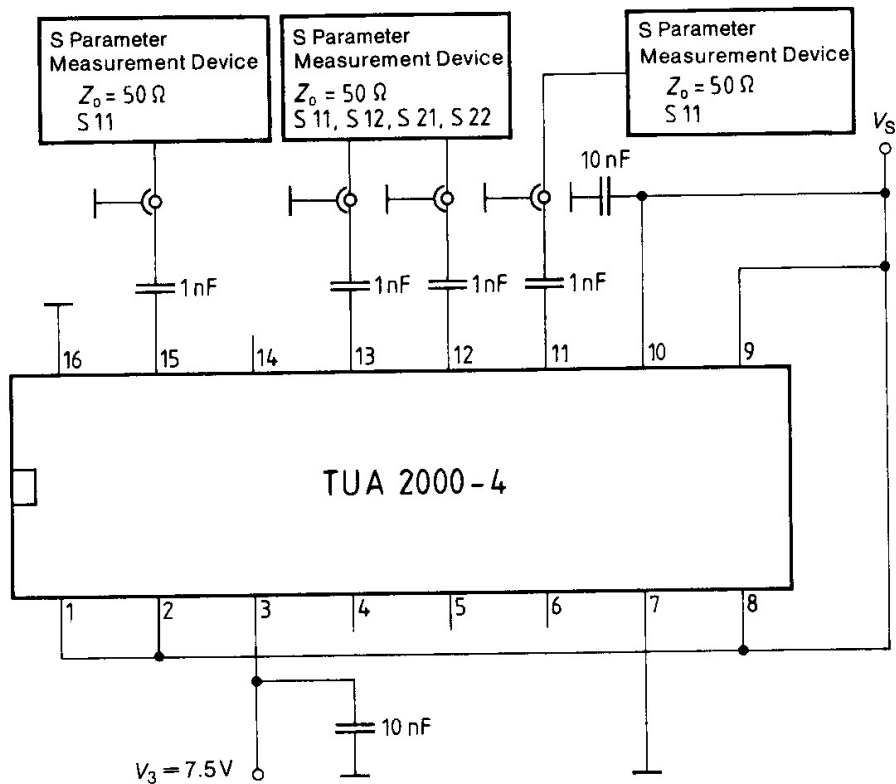 S Parameter
Measurement Device
Z₀ = 50 Ω
S 11
S Parameter
Measurement Device
Z₀ = 50 Ω
S 11, S 12, S 21, S 22
S Parameter
Measurement Device
Z₀ = 50 Ω
S 11
V_S
10 nF
1 nF
1 nF
1 nF
1 nF
16
15
14
13
12
11
10
9
TUA 2000-4
1
2
3
4
5
6
7
8
10 nF
V₃ = 7.5 V